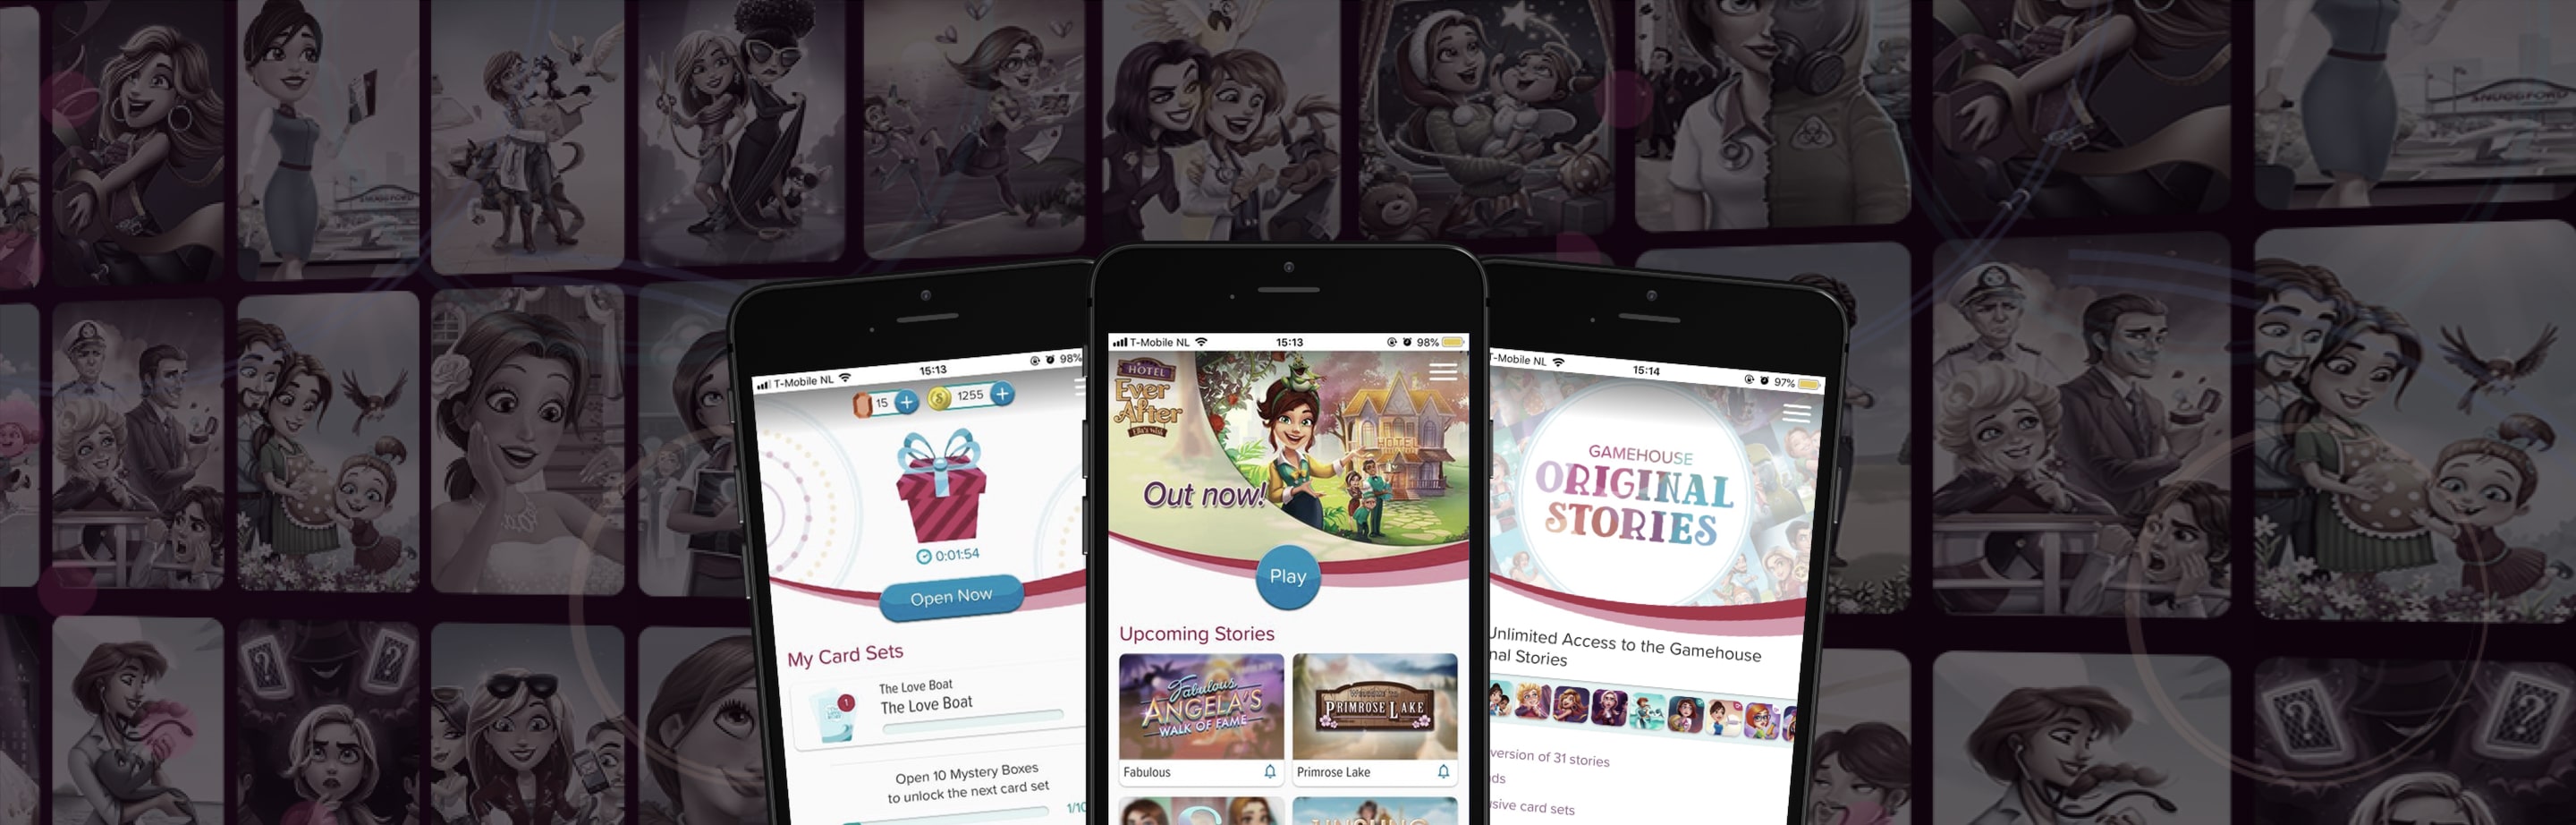 SNUGGFORD
SNUGGFORD
T-Mobile NL
15:13
98%
15
1255
0:01:54
Open Now
My Card Sets
1
The Love Boat
The Love Boat
Open 10 Mystery Boxes
to unlock the next card set
T-Mobile NL
15:13
98%
HOTEL
Ever
After
Ella's Wish
HOTEL
Out now!
Play
Upcoming Stories
Fabulous
ANGELA'S
WALK OF FAME
Welcome to
PRIMROSE LAKE
Fabulous
Primrose Lake
T-Mobile NL
15:14
97%
GAMEHOUSE
ORIGINAL
STORIES
Unlimited Access to the Gamehouse
nal Stories
version of 31 stories
ds
sive card sets